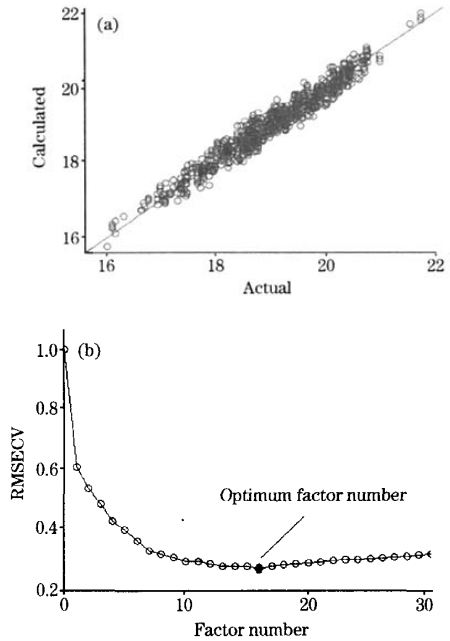 (a)
22
20
18
16
Calculated
16
18
20
22
Actual
(b)
1.0
0.8
0.6
0.4
0.2
RMSECV
Optimum factor number
0
10
20
30
Factor number